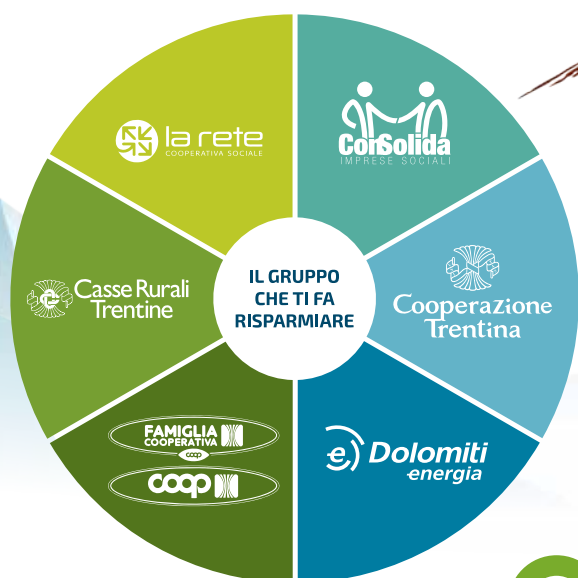 la rete
COOPERATIVA SOCIALE
ConSolida
IMPRESE SOCIALI
Casse Rurali
Trentine
IL GRUPPO
CHE TI FA
RISPARMIARE
Cooperazione
Trentina
FAMIGLIA
COOPERATIVA
coop
coop
e) Dolomiti
energia